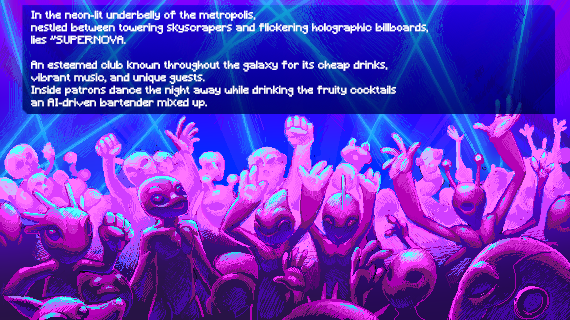 In the neon-lit underbelly of the metropolis,
nestled between towering skyscrapers and flickering holographic billboards,
lies "SUPERNOVA.
An esteemed club known throughout the galaxy for its cheap drinks,
vibrant music, and unique guests.
Inside patrons dance the night away while drinking the fruity cocktails
an AI-driven bartender mixed up.